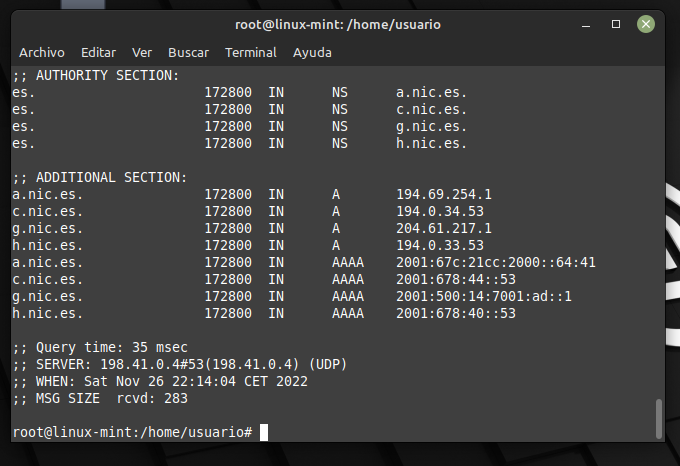 root@linux-mint: /home/usuario
Archivo Editar Ver Buscar Terminal Ayuda
;; AUTHORITY SECTION:
es. 172800 IN NS a.nic.es.
es. 172800 IN NS c.nic.es.
es. 172800 IN NS g.nic.es.
es. 172800 IN NS h.nic.es.
;; ADDITIONAL SECTION:
a.nic.es. 172800 IN A 194.69.254.1
c.nic.es. 172800 IN A 194.0.34.53
g.nic.es. 172800 IN A 204.61.217.1
h.nic.es. 172800 IN A 194.0.33.53
a.nic.es. 172800 IN AAAA 2001:67c:21cc:2000::64:41
c.nic.es. 172800 IN AAAA 2001:678:44::53
g.nic.es. 172800 IN AAAA 2001:500:14:7001:ad::1
h.nic.es. 172800 IN AAAA 2001:678:40::53
;; Query time: 35 msec
;; SERVER: 198.41.0.4#53(198.41.0.4) (UDP)
;; WHEN: Sat Nov 26 22:14:04 CET 2022
;; MSG SIZE  rcvd: 283
root@linux-mint:/home/usuario#